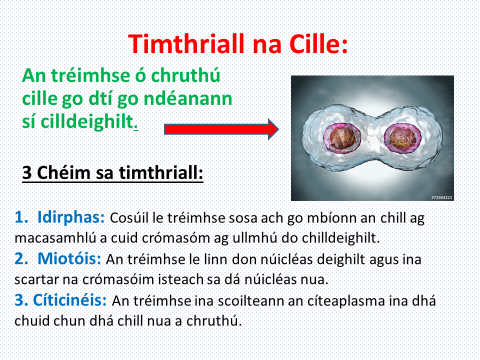 Timthriall na Cille:
An tréimhse ó chruthú
cille go dtí go ndéanann
sí cilldeighilt.
3 Chéim sa timthriall:
1. Idirphas: Cosúil le tréimhse sosa ach go mbíonn an chill ag
macasamhlú a cuid crómasóm ag ullmhú do chilldeighilt.
2. Miotóis: An tréimhse le linn don núicléas deighilt agus ina
scartar na crómasóim isteach sa dá núicléas nua.
3. Cíticinéis: An tréimhse ina scoilteann an cíteaplasma ina dhá
chuid chun dhá chill nua a chruthú.